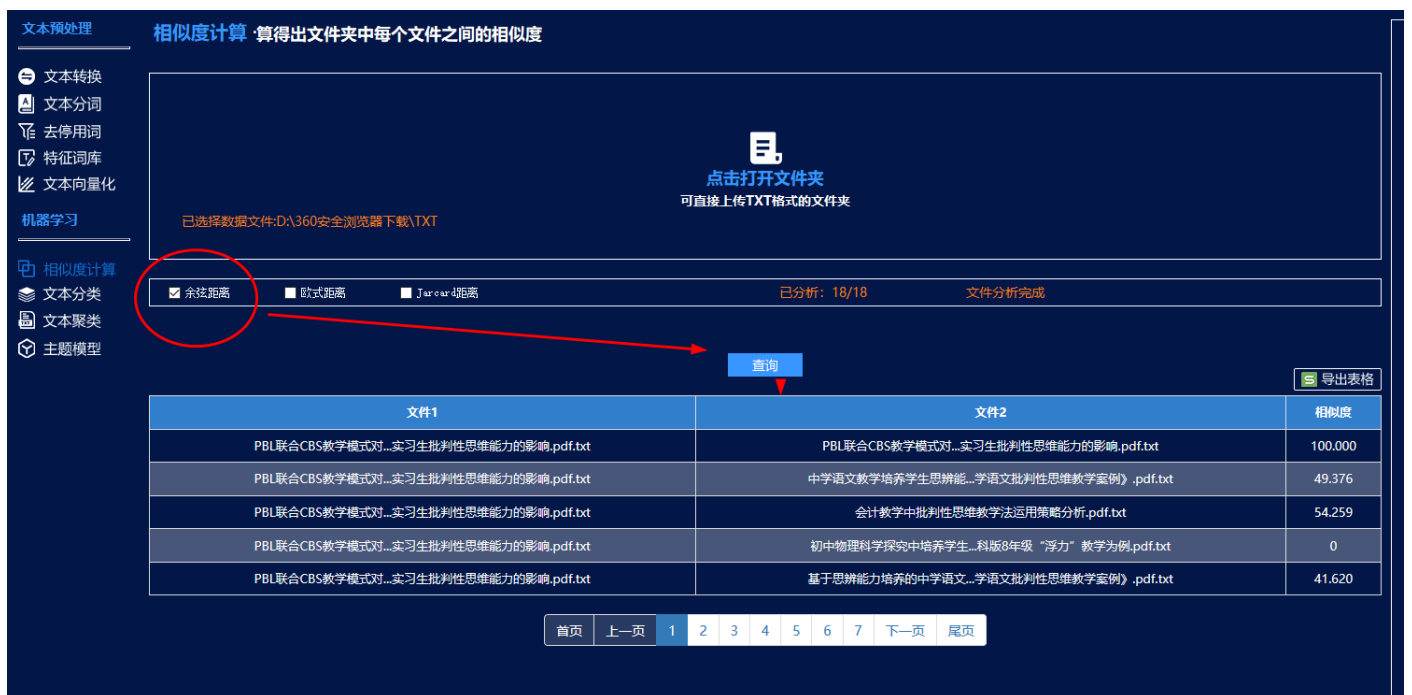 文本预处理
文本转换
文本分词
去停用词
特征词库
文本向量化
机器学习
相似度计算
文本分类
文本聚类
主题模型
相似度计算 ·算得出文件夹中每个文件之间的相似度
点击打开文件夹
可直接上传TXT格式的文件夹
已选择数据文件:D:\360安全浏览器下载\TXT
余弦距离 欧式距离 Jarcard距离 已分析：18/18 文件分析完成
查询
导出表格
文件1 文件2 相似度
PBL联合CBS教学模式对...实习生批判性思维能力的影响.pdf.txt PBL联合CBS教学模式对...实习生批判性思维能力的影响.pdf.txt 100.000
PBL联合CBS教学模式对...实习生批判性思维能力的影响.pdf.txt 中学语文教学培养学生思辨能...学语文批判性思维教学案例》.pdf.txt 49.376
PBL联合CBS教学模式对...实习生批判性思维能力的影响.pdf.txt 会计教学中批判性思维教学法运用策略分析.pdf.txt 54.259
PBL联合CBS教学模式对...实习生批判性思维能力的影响.pdf.txt 初中物理科学探究中培养学生...科版8年级“浮力”教学为例.pdf.txt 0
PBL联合CBS教学模式对...实习生批判性思维能力的影响.pdf.txt 基于思辨能力培养的中学语文...学语文批判性思维教学案例》.pdf.txt 41.620
首页 上一页 1 2 3 4 5 6 7 下一页 尾页